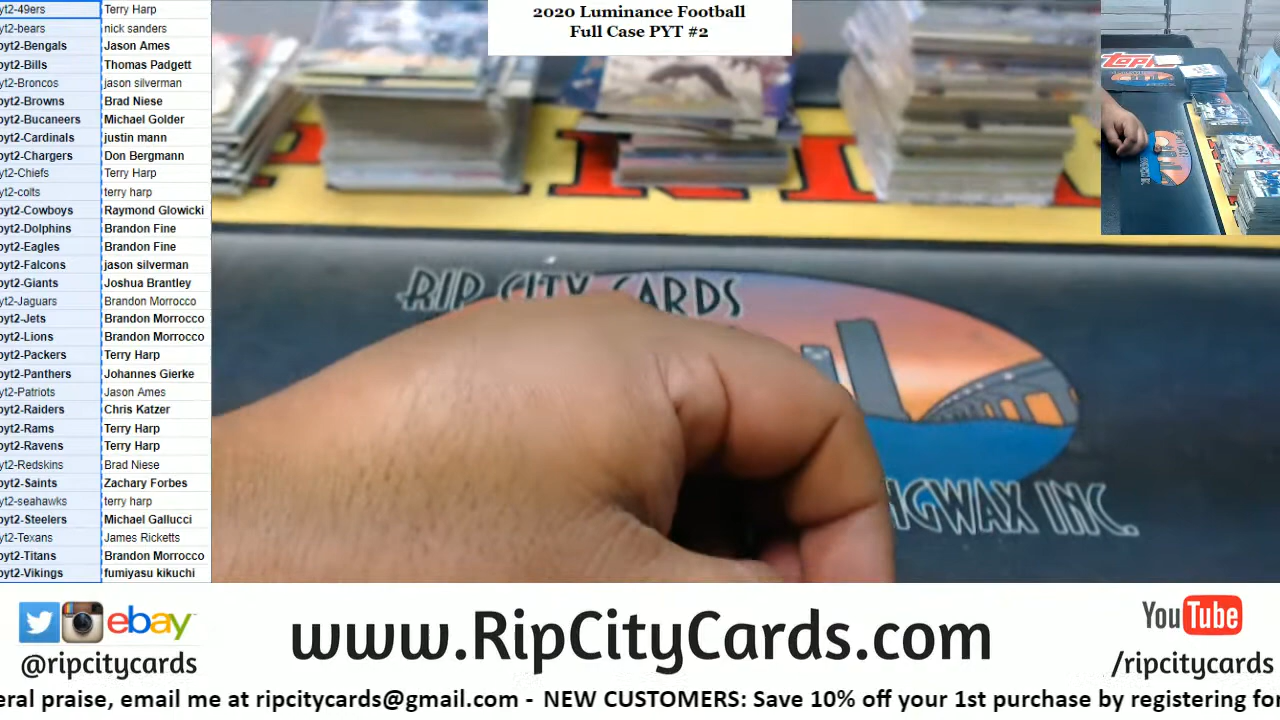 2020 Luminance Football
Full Case PYT #2
yt2-49ers Terry Harp
yt2-bears nick sanders
pyt2-Bengals Jason Ames
pyt2-Bills Thomas Padgett
yt2-Broncos jason silverman
pyt2-Browns Brad Niese
pyt2-Bucaneers Michael Golder
pyt2-Cardinals justin mann
pyt2-Chargers Don Bergmann
yt2-Chiefs Terry Harp
yt2-colts terry harp
pyt2-Cowboys Raymond Glowicki
pyt2-Dolphins Brandon Fine
pyt2-Eagles Brandon Fine
pyt2-Falcons jason silverman
pyt2-Giants Joshua Brantley
yt2-Jaguars Brandon Morrocco
pyt2-Jets Brandon Morrocco
pyt2-Lions Brandon Morrocco
pyt2-Packers Terry Harp
pyt2-Panthers Johannes Gierke
yt2-Patriots Jason Ames
pyt2-Raiders Chris Katzer
pyt2-Rams Terry Harp
pyt2-Ravens Terry Harp
yt2-Redskins Brad Niese
pyt2-Saints Zachary Forbes
yt2-seahawks terry harp
pyt2-Steelers Michael Gallucci
yt2-Texans James Ricketts
pyt2-Titans Brandon Morrocco
pyt2-Vikings fumiyasu kikuchi
RIP CITY CARDS
NGWAX INC.
ebay
@ripcitycards
www.RipCityCards.com
YouTube
/ripcitycards
eral praise, email me at ripcitycards@gmail.com - NEW CUSTOMERS: Save 10% off your 1st purchase by registering for